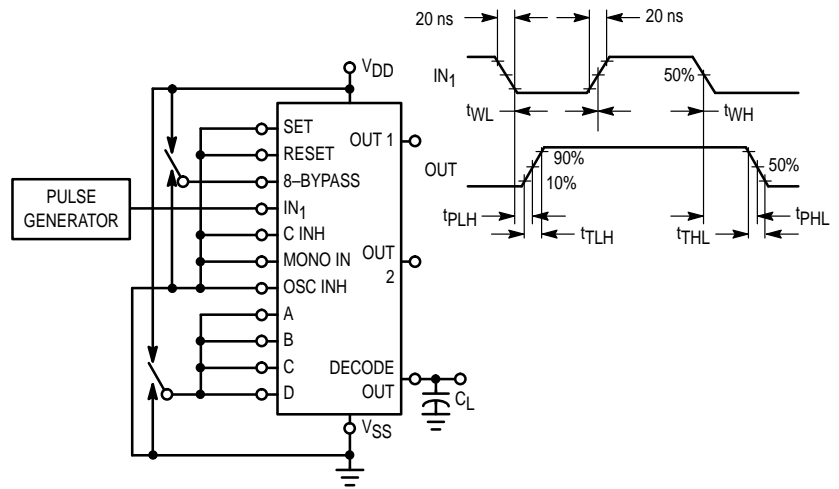 20 ns 20 ns
IN1 50%
tWL tWH
OUT 90% 50%
10%
tPLH tTLH tTHL tPHL
VDD
PULSE
GENERATOR
SET
RESET
8–BYPASS
IN1
C INH
MONO IN
OSC INH
A
B
C
D
OUT 1
OUT
2
DECODE
OUT
CL
VSS